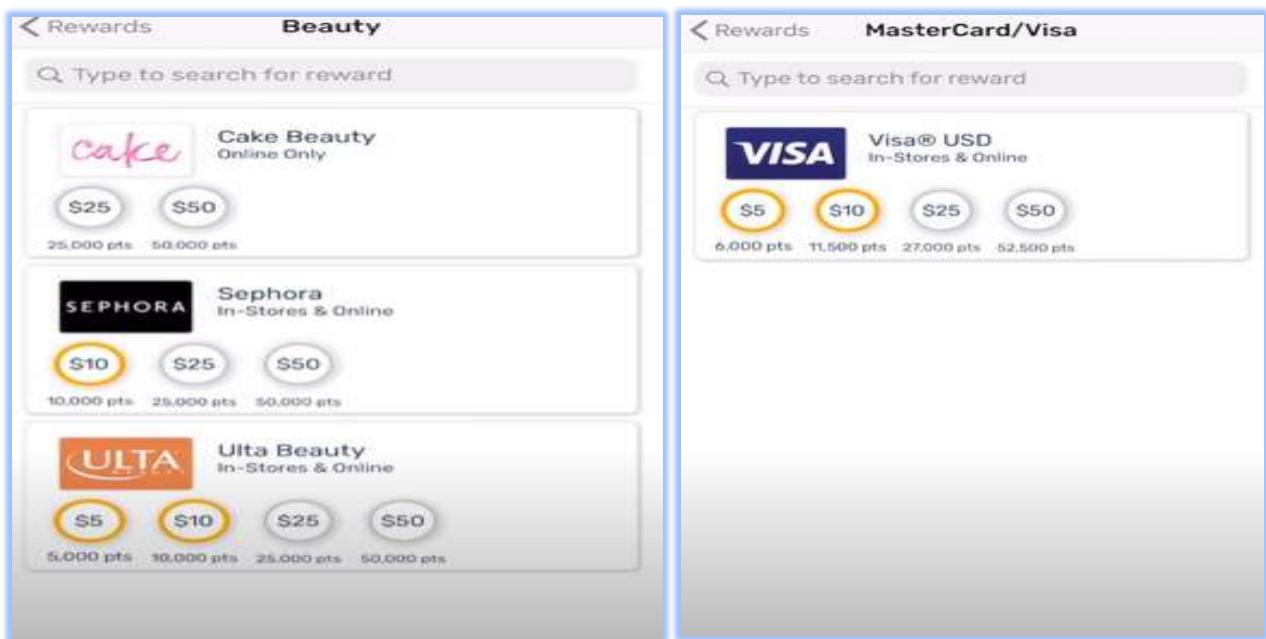 Rewards
Beauty
Type to search for reward
cake
Cake Beauty
Online Only
$25
$50
25,000 pts
50,000 pts
SEPHORA
Sephora
In-Stores & Online
$10
$25
$50
10,000 pts
25,000 pts
50,000 pts
ULTA
Ulta Beauty
In-Stores & Online
$5
$10
$25
$50
5,000 pts
10,000 pts
25,000 pts
50,000 pts
Rewards
MasterCard/Visa
Type to search for reward
VISA
Visa® USD
In-Stores & Online
$5
$10
$25
$50
6,000 pts
11,500 pts
27,000 pts
52,500 pts